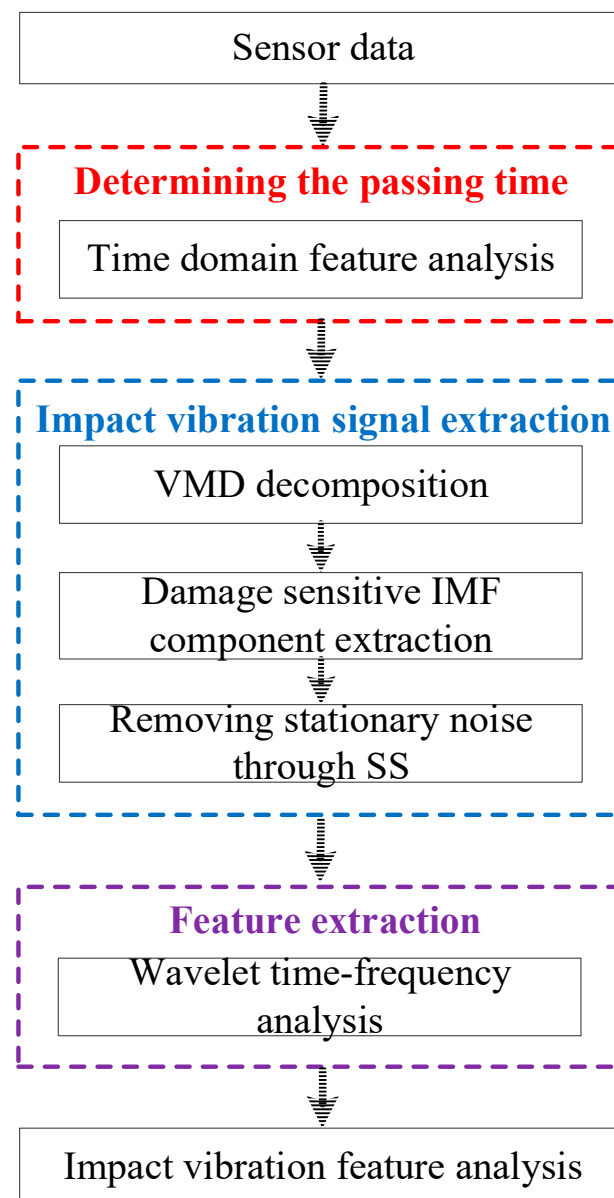 Sensor data
Determining the passing time
Time domain feature analysis
Impact vibration signal extraction
VMD decomposition
Damage sensitive IMF
component extraction
Removing stationary noise
through SS
Feature extraction
Wavelet time-frequency
analysis
Impact vibration feature analysis